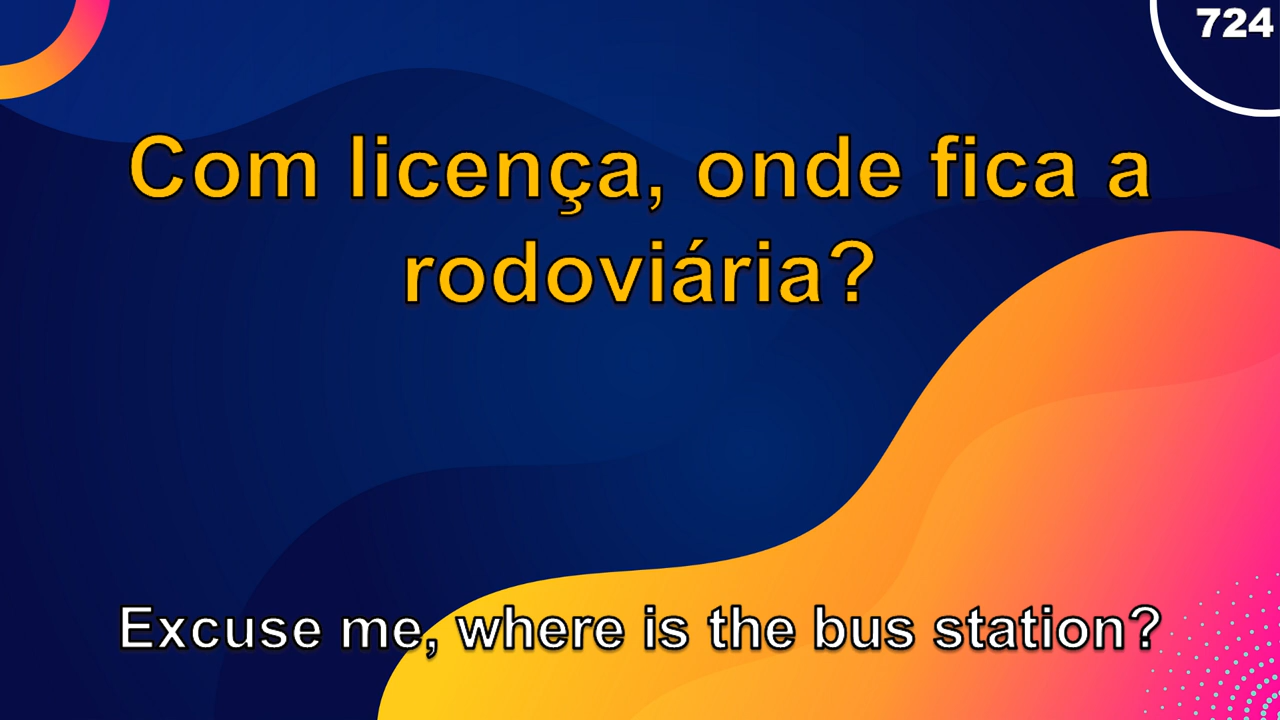 724
Com licença, onde fica a
rodoviária?
Excuse me, where is the bus station?